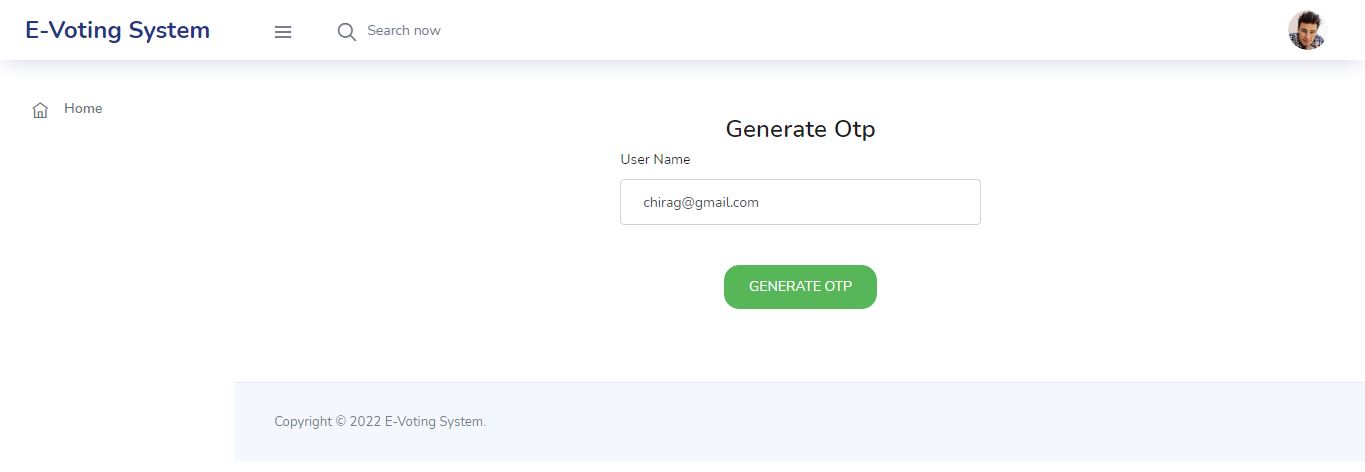 E-Voting System
Search now
Home
Generate Otp
User Name
chirag@gmail.com
GENERATE OTP
Copyright © 2022 E-Voting System.